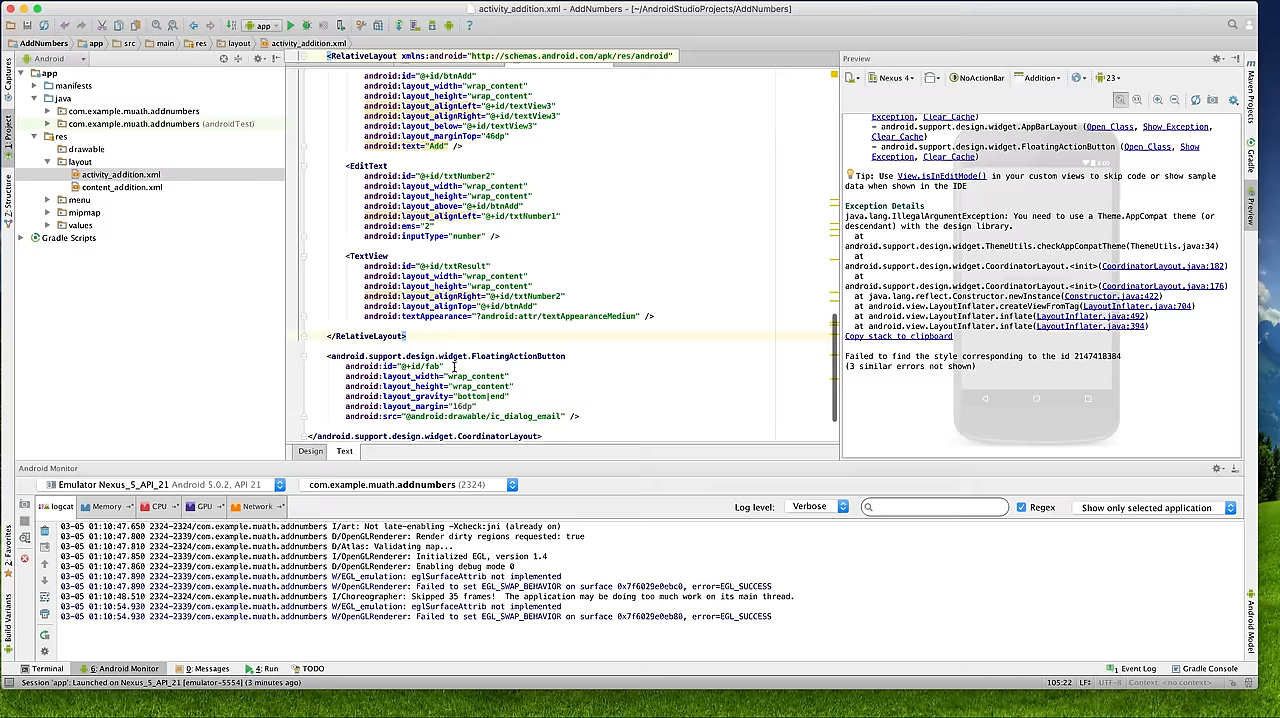 activity_addition.xml - AddNumbers - [~/AndroidStudioProjects/AddNumbers]
app
AddNumbers app src main res layout activity_addition.xml
Android
<RelativeLayout xmlns:android="http://schemas.android.com/apk/res/android"
Preview
Captures
1: Project
Z: Structure
2: Favorites
Build Variants
app
manifests
java
com.example.muath.addnumbers
com.example.muath.addnumbers (androidTest)
res
drawable
layout
activity_addition.xml
content_addition.xml
menu
mipmap
values
Gradle Scripts
android:id="@+id/btnAdd"
android:layout_width="wrap_content"
android:layout_height="wrap_content"
android:layout_alignLeft="@+id/textView3"
android:layout_alignRight="@+id/textView3"
android:layout_below="@+id/textView3"
android:layout_marginTop="46dp"
android:text="Add" />
<EditText
android:id="@+id/txtNumber2"
android:layout_width="wrap_content"
android:layout_height="wrap_content"
android:layout_above="@+id/btnAdd"
android:layout_alignLeft="@+id/txtNumber1"
android:ems="2"
android:inputType="number" />
<TextView
android:id="@+id/txtResult"
android:layout_width="wrap_content"
android:layout_height="wrap_content"
android:layout_alignRight="@+id/txtNumber2"
android:layout_alignTop="@+id/btnAdd"
android:textAppearance="?android:attr/textAppearanceMedium" />
</RelativeLayout>
<android.support.design.widget.FloatingActionButton
android:id="@+id/fab"
android:layout_width="wrap_content"
android:layout_height="wrap_content"
android:layout_gravity="bottom|end"
android:layout_margin="16dp"
android:src="@android:drawable/ic_dialog_email" />
</android.support.design.widget.CoordinatorLayout>
Design Text
Nexus 4 NoActionBar Addition 23
Exception, Clear Cache)
- android.support.design.widget.AppBarLayout (Open Class, Show Exception,
Clear Cache)
- android.support.design.widget.FloatingActionButton (Open Class, Show
Exception, Clear Cache)
6:00
Tip: Use View.isInEditMode() in your custom views to skip code or show sample
data when shown in the IDE
Exception Details
java.lang.IllegalArgumentException: You need to use a Theme.AppCompat theme (or
descendant) with the design library.
at
android.support.design.widget.ThemeUtils.checkAppCompatTheme(ThemeUtils.java:34)
at
android.support.design.widget.CoordinatorLayout.<init>(CoordinatorLayout.java:182)
at
android.support.design.widget.CoordinatorLayout.<init>(CoordinatorLayout.java:176)
at java.lang.reflect.Constructor.newInstance(Constructor.java:422)
at android.view.LayoutInflater.createViewFromTag(LayoutInflater.java:704)
at android.view.LayoutInflater.inflate(LayoutInflater.java:492)
at android.view.LayoutInflater.inflate(LayoutInflater.java:394)
Copy stack to clipboard
Failed to find the style corresponding to the id 2147418384
(3 similar errors not shown)
Maven Projects
Gradle
Preview
Android Model
Android Monitor
Emulator Nexus_5_API_21 Android 5.0.2, API 21
com.example.muath.addnumbers (2324)
logcat Memory CPU GPU Network
Log level: Verbose
Regex
Show only selected application
03-05 01:10:47.650 2324-2324/com.example.muath.addnumbers I/art: Not late-enabling -Xcheck:jni (already on)
03-05 01:10:47.800 2324-2339/com.example.muath.addnumbers D/OpenGLRenderer: Render dirty regions requested: true
03-05 01:10:47.810 2324-2324/com.example.muath.addnumbers D/Atlas: Validating map...
03-05 01:10:47.850 2324-2339/com.example.muath.addnumbers I/OpenGLRenderer: Initialized EGL, version 1.4
03-05 01:10:47.860 2324-2339/com.example.muath.addnumbers D/OpenGLRenderer: Enabling debug mode 0
03-05 01:10:47.890 2324-2339/com.example.muath.addnumbers W/EGL_emulation: eglSurfaceAttrib not implemented
03-05 01:10:47.890 2324-2339/com.example.muath.addnumbers W/OpenGLRenderer: Failed to set EGL_SWAP_BEHAVIOR on surface 0x7f6029e0ebc0, error=EGL_SUCCESS
03-05 01:10:48.510 2324-2324/com.example.muath.addnumbers I/Choreographer: Skipped 35 frames!  The application may be doing too much work on its main thread.
03-05 01:10:54.930 2324-2339/com.example.muath.addnumbers W/EGL_emulation: eglSurfaceAttrib not implemented
03-05 01:10:54.930 2324-2339/com.example.muath.addnumbers W/OpenGLRenderer: Failed to set EGL_SWAP_BEHAVIOR on surface 0x7f6029e0eb80, error=EGL_SUCCESS
Terminal 6: Android Monitor 0: Messages 4: Run TODO
1 Event Log Gradle Console
Session 'app': Launched on Nexus_5_API_21 [emulator-5554] (3 minutes ago)
105:22 LF÷ UTF-8 Context: <no context>